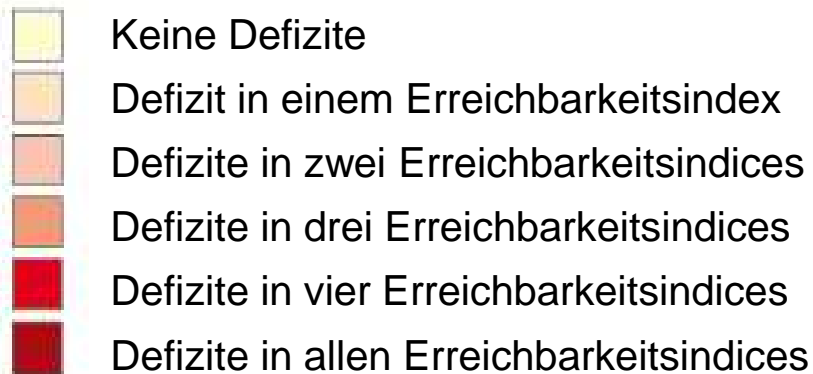 Keine Defizite
Defizit in einem Erreichbarkeitsindex
Defizite in zwei Erreichbarkeitsindices
Defizite in drei Erreichbarkeitsindices
Defizite in vier Erreichbarkeitsindices
Defizite in allen Erreichbarkeitsindices